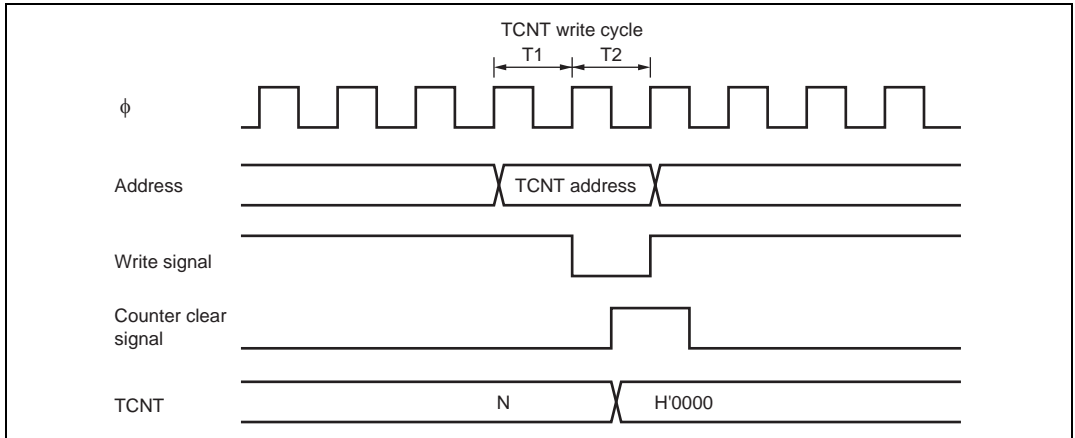 TCNT write cycle
T1 T2
ϕ
Address
TCNT address
Write signal
Counter clear
signal
TCNT
N
H'0000